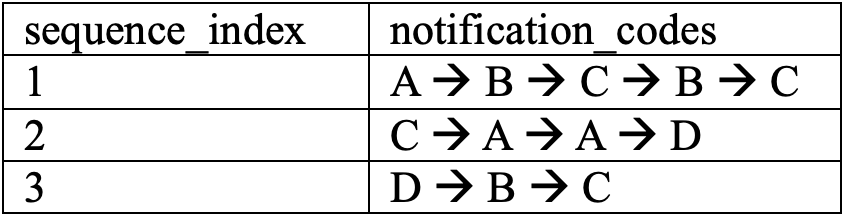 sequence_index notification_codes
1 A → B → C → B → C
2 C → A → A → D
3 D → B → C